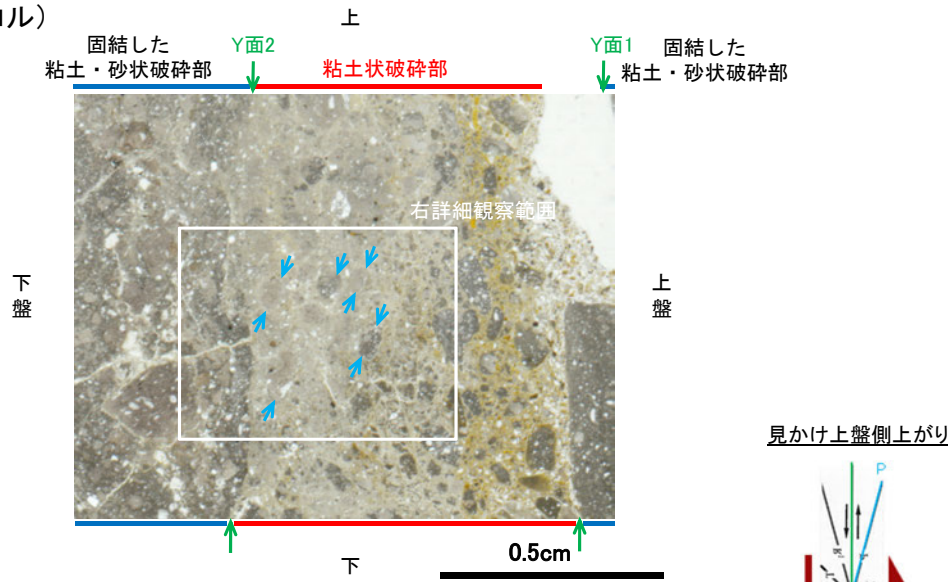 コル）
上
固結した
粘土・砂状破砕部
Y面2
粘土状破砕部
Y面1
固結した
粘土・砂状破砕部
右詳細観察範囲
下
盤
上
盤
見かけ上盤側上がり
P
下
0.5cm